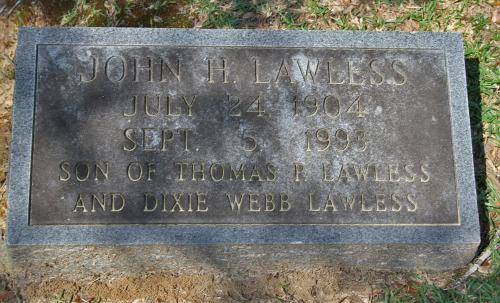 JOHN H. LAWLESS
JULY 24, 1904
SEPT. 5, 1993
SON OF THOMAS P. LAWLESS
AND DIXIE WEBB LAWLESS